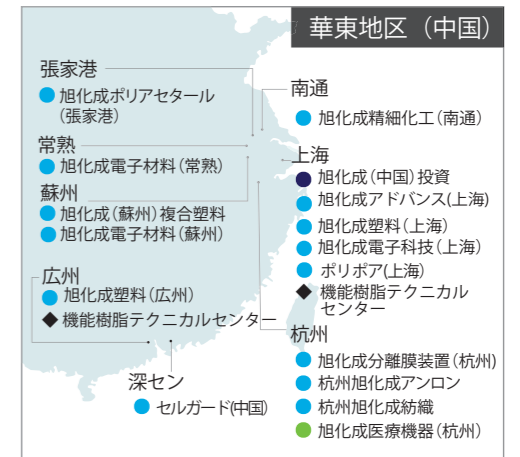 華東地区（中国）
張家港
旭化成ポリアセタール
（張家港）
常熟
旭化成電子材料（常熟）
蘇州
旭化成（蘇州）複合塑料
旭化成電子材料（蘇州）
広州
旭化成塑料（広州）
◆機能樹脂テクニカルセンター
深セン
セルガード(中国)
南通
旭化成精細化工（南通）
上海
旭化成（中国）投資
旭化成アドバンス(上海)
旭化成塑料（上海）
旭化成電子科技（上海）
ポリポア(上海)
◆機能樹脂テクニカル
センター
杭州
旭化成分離膜装置（杭州)
杭州旭化成アンロン
杭州旭化成紡織
旭化成医療機器（杭州）